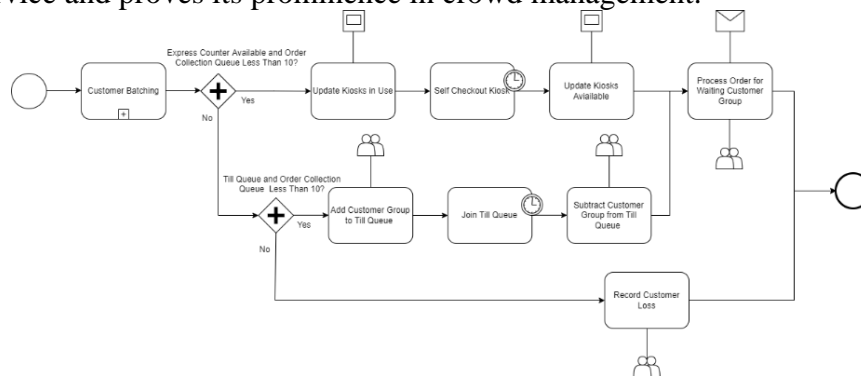 service and proves its prominence in crowd management.
Express Counter Available and Order
Collection Queue Less Than 10?
Customer Batching
Yes
No
Update Kiosks in Use
Self Checkout Kiosk
Update Kiosks
Available
Process Order for
Waiting Customer
Group
Till Queue and Order Collection
Queue Less Than 10?
Yes
No
Add Customer Group
to Till Queue
Join Till Queue
Subtract Customer
Group from Till
Queue
Record Customer
Loss